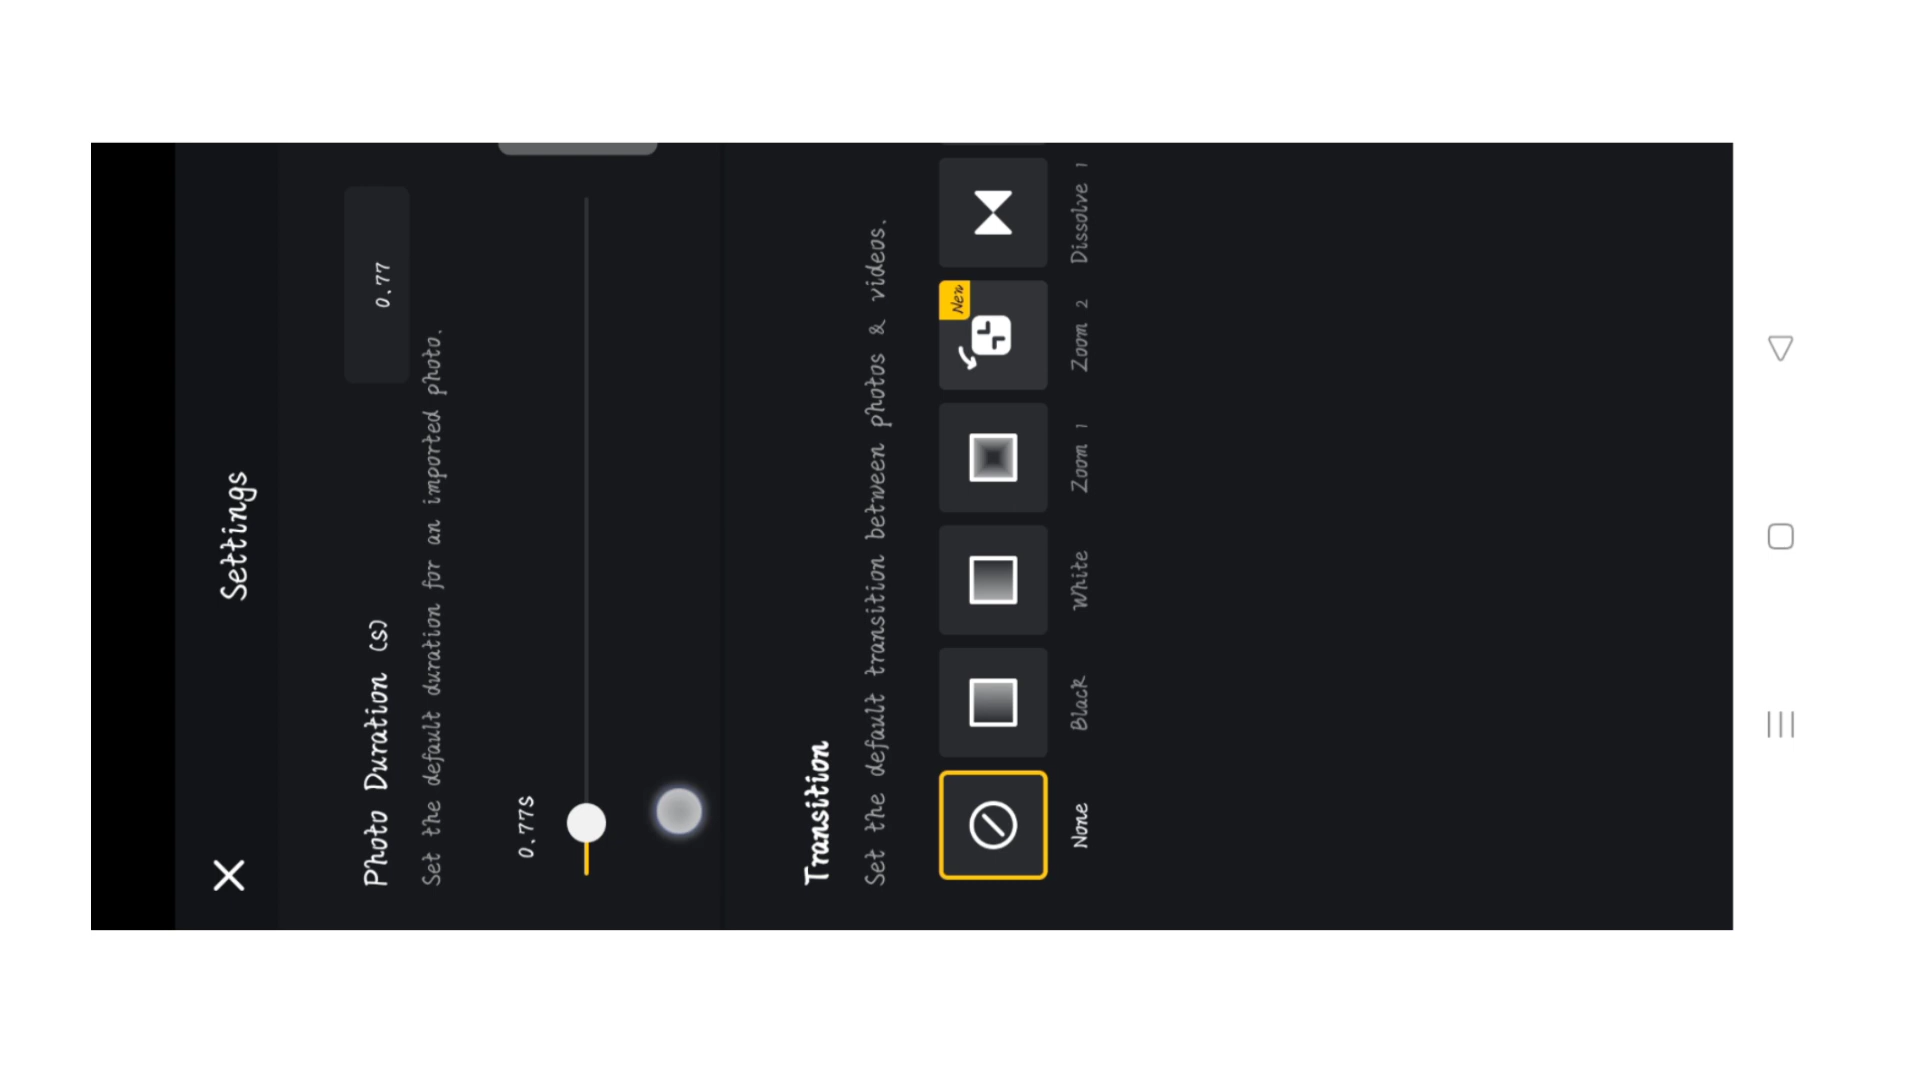 Settings
Photo Duration (s)
0.77
Set the default duration for an imported photo.
0.77s
Transition
Set the default transition between photos & videos.
New
None
Black
White
Zoom 1
Zoom 2
Dissolve 1